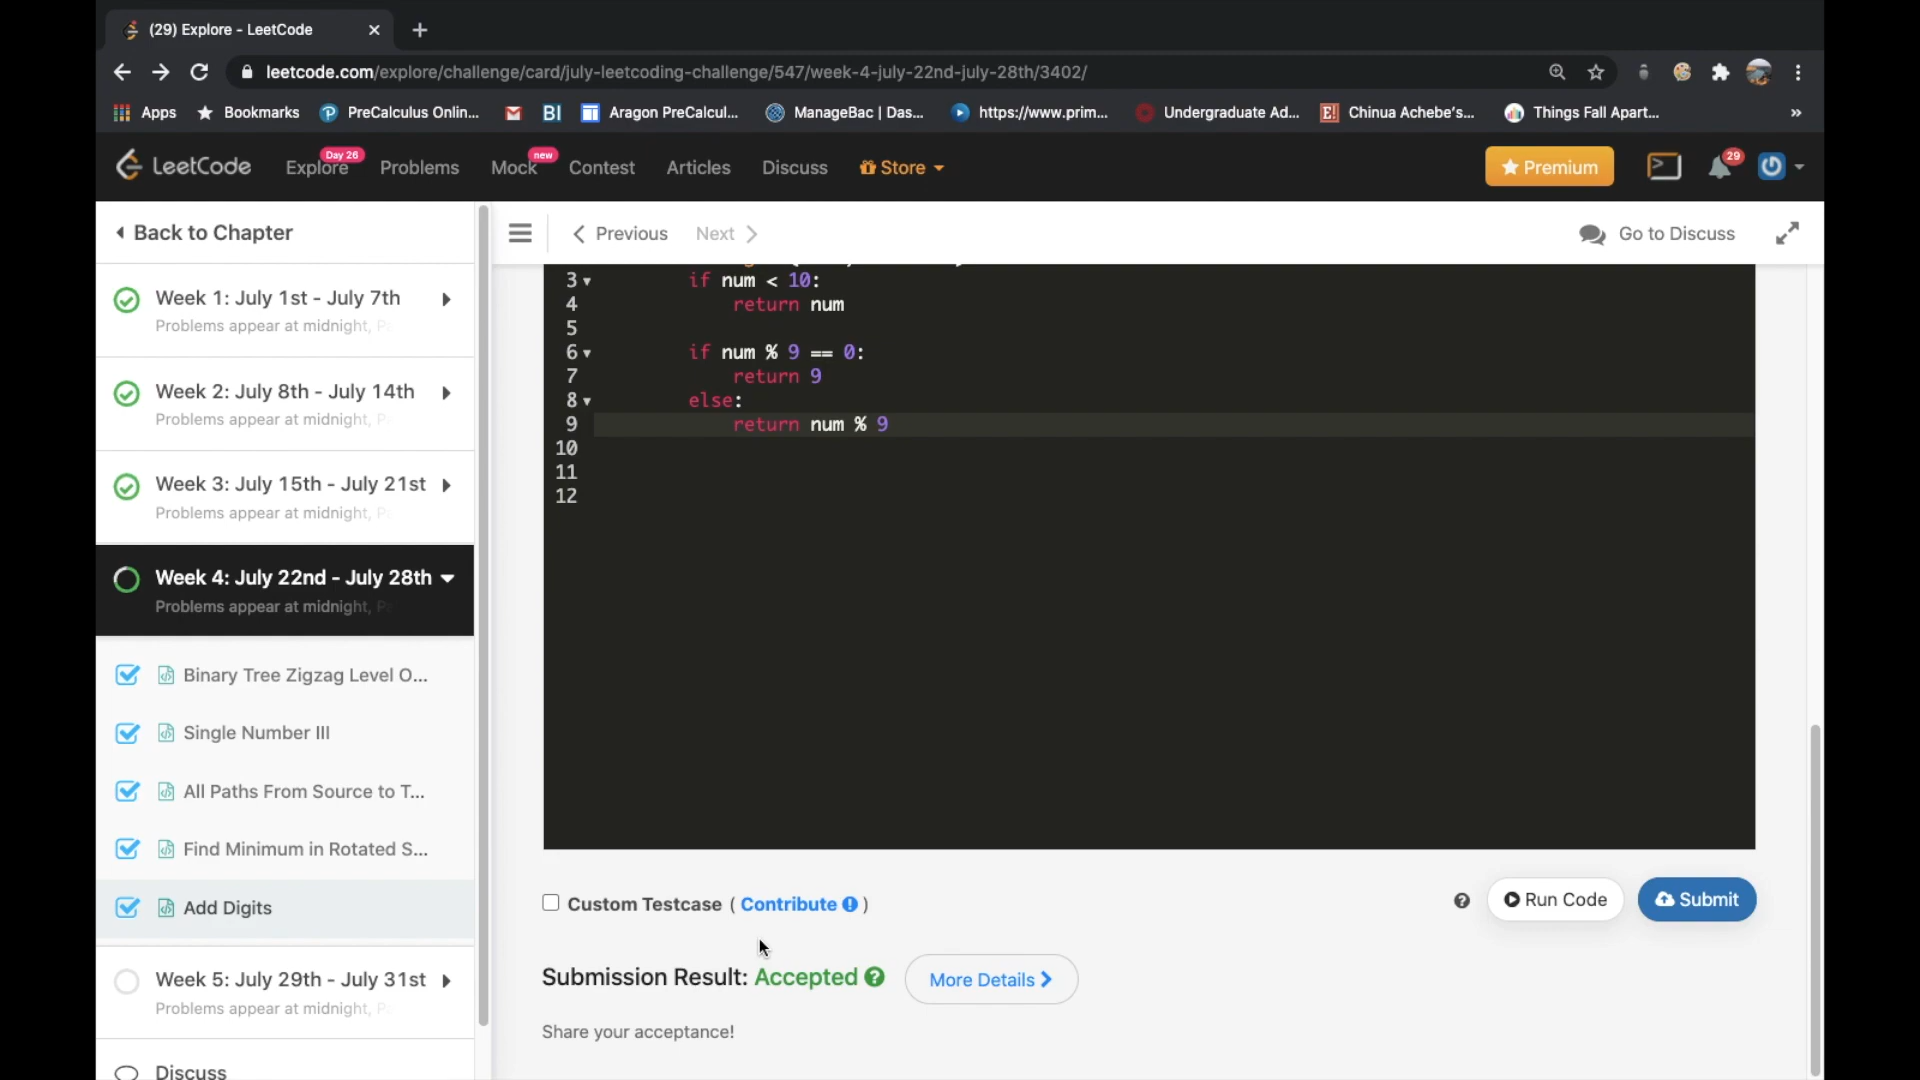 (29) Explore - LeetCode
leetcode.com/explore/challenge/card/july-leetcoding-challenge/547/week-4-july-22nd-july-28th/3402/
Apps Bookmarks PreCalculus Onlin... BI Aragon PreCalcul... ManageBac | Das... https://www.prim... Undergraduate Ad... E! Chinua Achebe's... Things Fall Apart... »
LeetCode Explore Day 26 Problems Mock new Contest Articles Discuss Store Premium 29
Back to Chapter
Previous Next Go to Discuss
Week 1: July 1st - July 7th
Problems appear at midnight,
Week 2: July 8th - July 14th
Problems appear at midnight,
Week 3: July 15th - July 21st
Problems appear at midnight,
Week 4: July 22nd - July 28th
Problems appear at midnight,
Binary Tree Zigzag Level O...
Single Number III
All Paths From Source to T...
Find Minimum in Rotated S...
Add Digits
Week 5: July 29th - July 31st
Problems appear at midnight,
Discuss
3 if num < 10:
4 return num
5
6 if num % 9 == 0:
7 return 9
8 else:
9 return num % 9
10
11
12
Custom Testcase ( Contribute )
? Run Code Submit
Submission Result: Accepted ? More Details
Share your acceptance!